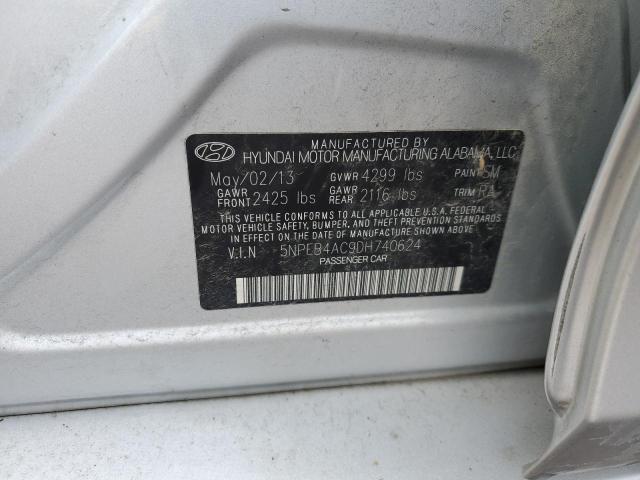 MANUFACTURED BY
HYUNDAI MOTOR MANUFACTURING ALABAMA, LLC
May/02/13 GVWR 4299 lbs PAINT SM
GAWR FRONT 2425 lbs GAWR REAR 2116 lbs TRIM RA
THIS VEHICLE CONFORMS TO ALL APPLICABLE U.S. FEDERAL
MOTOR VEHICLE SAFETY, BUMPER, AND THEFT PREVENTION
STANDARDS IN EFFECT ON THE DATE OF MANUFACTURE SHOWN ABOVE.
V.I.N 5NPEB4AC9DH740624
PASSENGER CAR